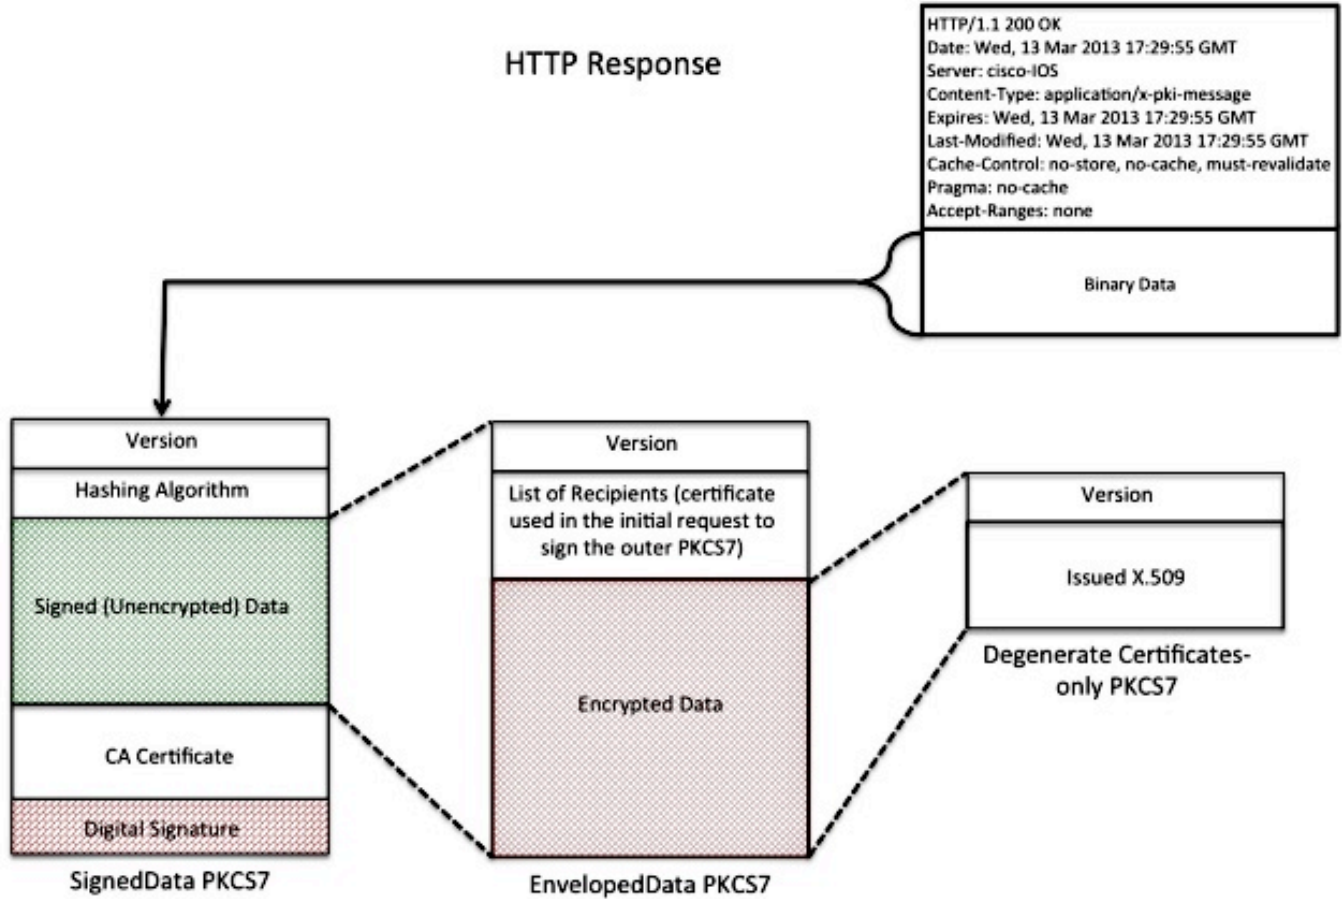 HTTP Response
HTTP/1.1 200 OK
Date: Wed, 13 Mar 2013 17:29:55 GMT
Server: cisco-IOS
Content-Type: application/x-pki-message
Expires: Wed, 13 Mar 2013 17:29:55 GMT
Last-Modified: Wed, 13 Mar 2013 17:29:55 GMT
Cache-Control: no-store, no-cache, must-revalidate
Pragma: no-cache
Accept-Ranges: none
Binary Data
Version
Hashing Algorithm
Signed (Unencrypted) Data
CA Certificate
Digital Signature
SignedData PKCS7
Version
List of Recipients (certificate
used in the initial request to
sign the outer PKCS7)
Encrypted Data
EnvelopedData PKCS7
Version
Issued X.509
Degenerate Certificates-
only PKCS7